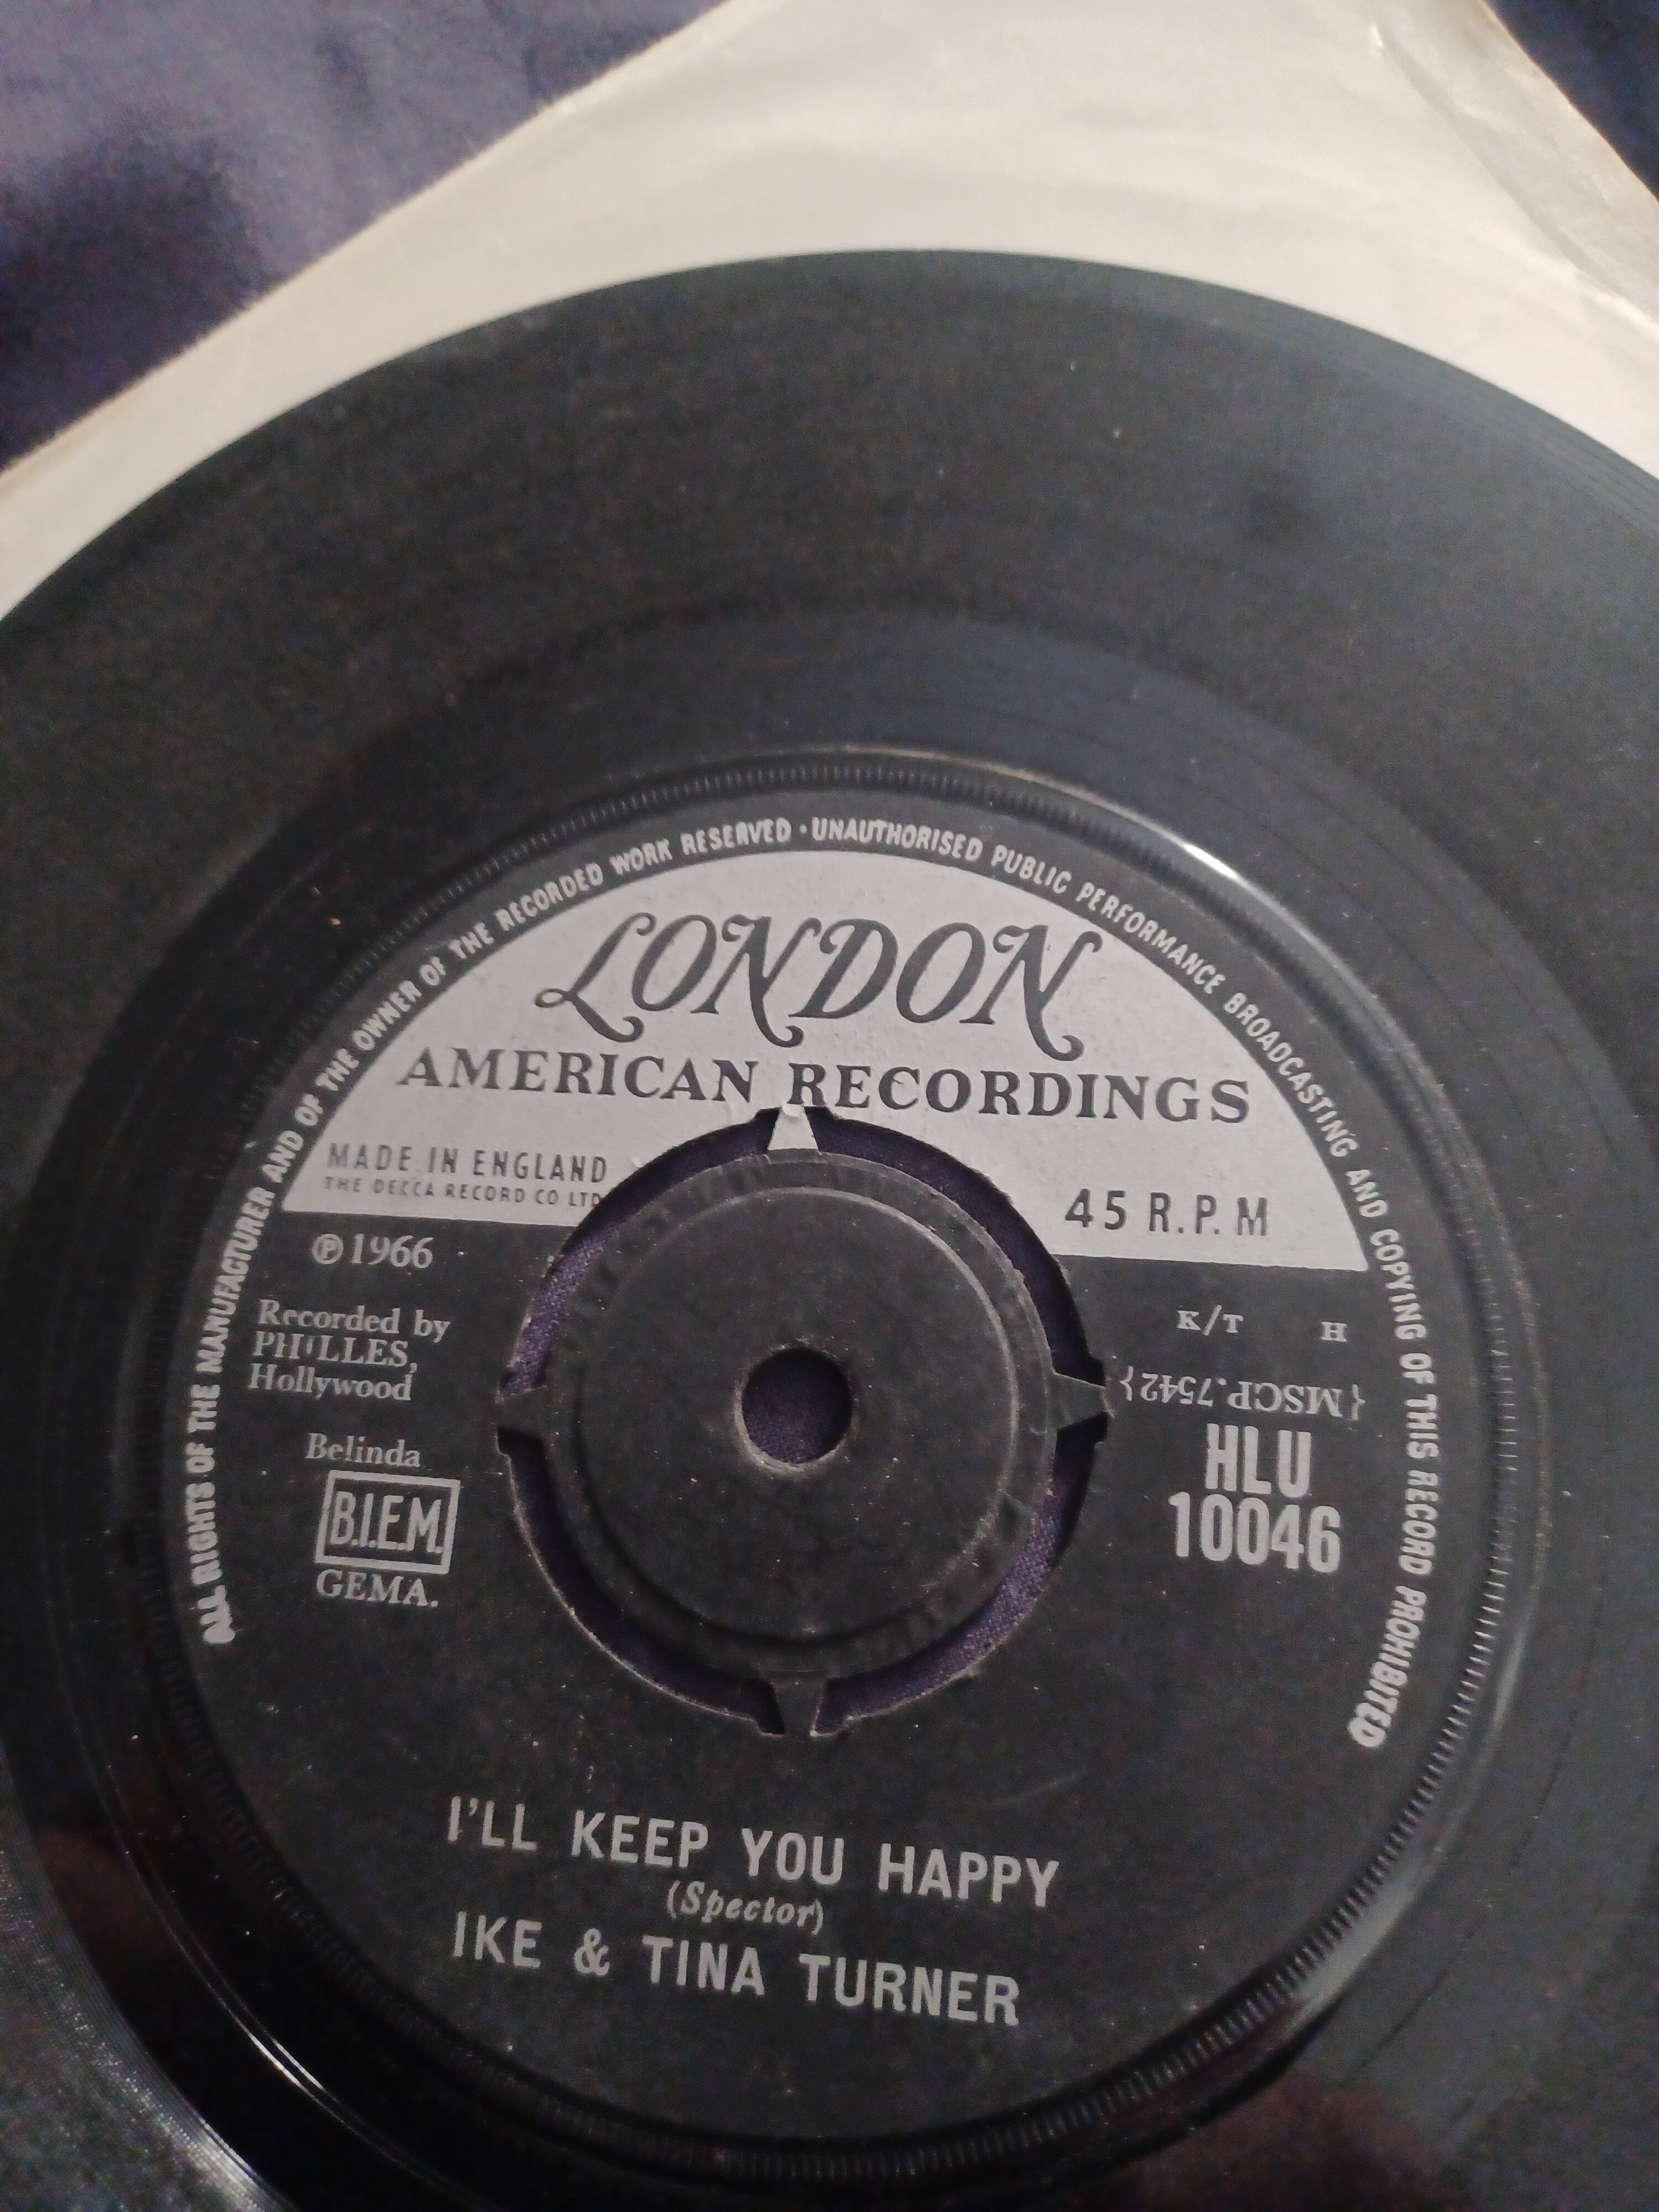 ALL RIGHTS OF THE MANUFACTURER AND OF THE OWNER OF THE RECORDED WORK RESERVED · UNAUTHORISED PUBLIC PERFORMANCE BROADCASTING AND COPYING OF THIS RECORD PROHIBITED
LONDON
AMERICAN RECORDINGS
MADE IN ENGLAND
THE DECCA RECORD CO LTD
45 R.P.M
℗ 1966
Recorded by
PHILLES,
Hollywood
K/T H
{MSCP.7542}
Belinda
B.I.E.M.
GEMA.
HLU
10046
I'LL KEEP YOU HAPPY
(Spector)
IKE & TINA TURNER